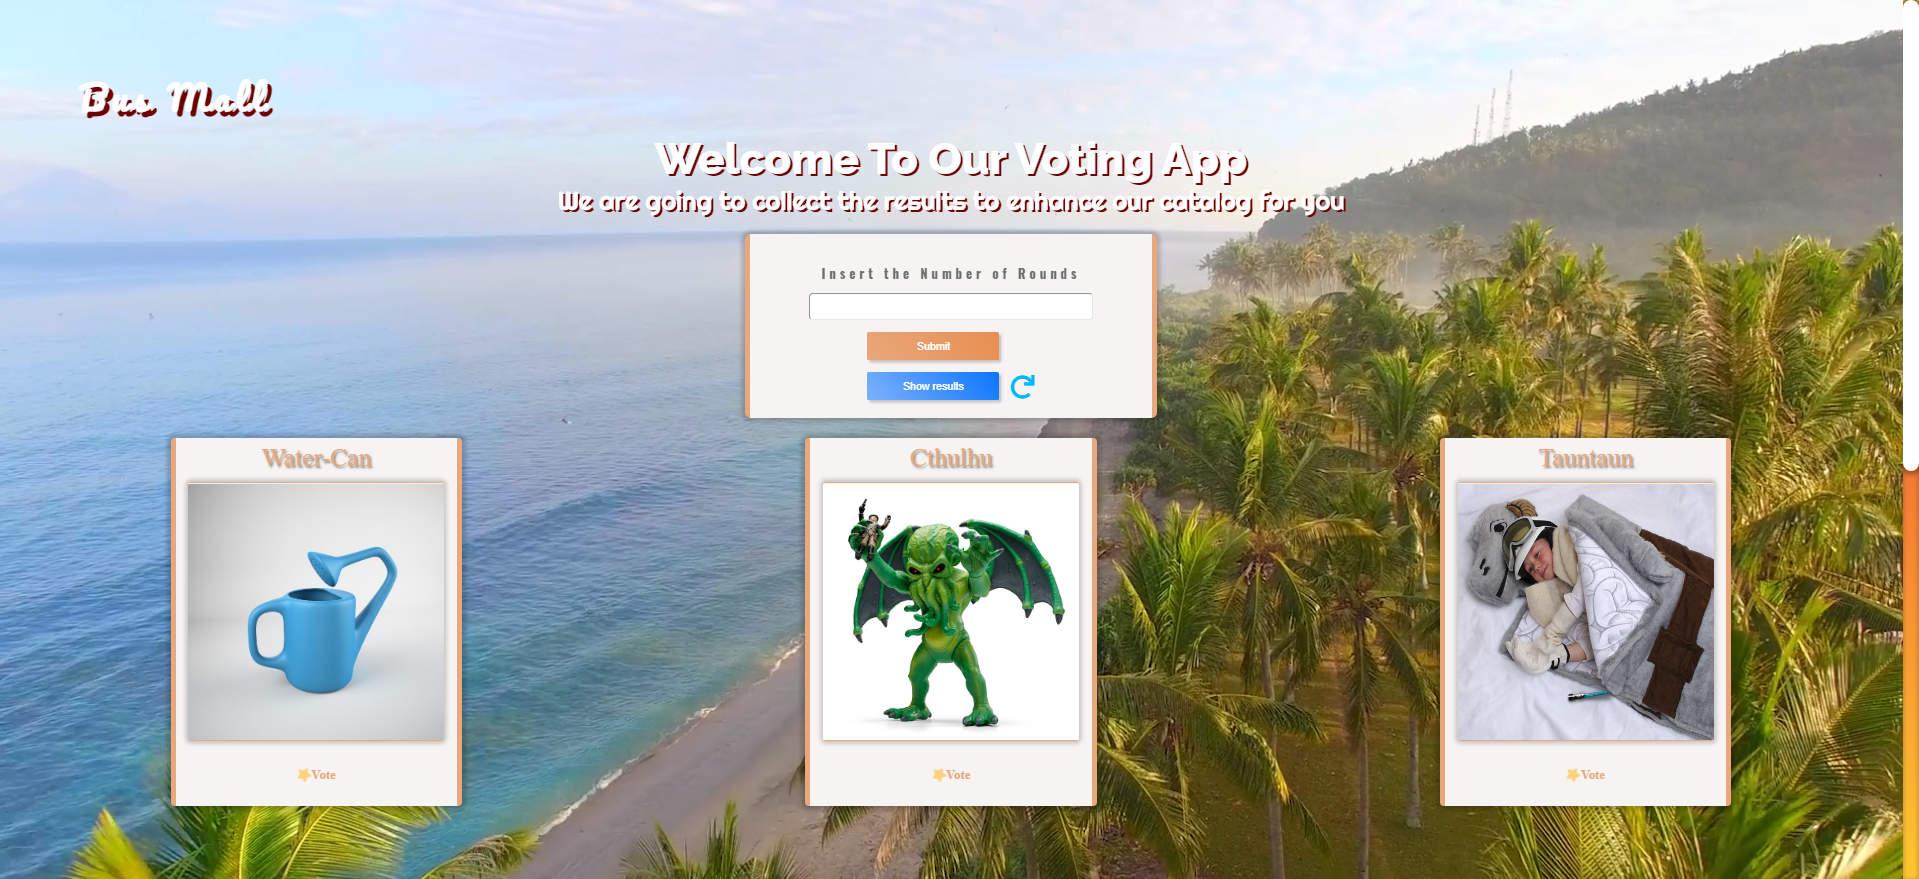 Bus Mall
Welcome To Our Voting App
We are going to collect the results to enhance our catalog for you
Insert the Number of Rounds
Submit
Show results
Water-Can
Cthulhu
Tauntaun
Vote
Vote
Vote